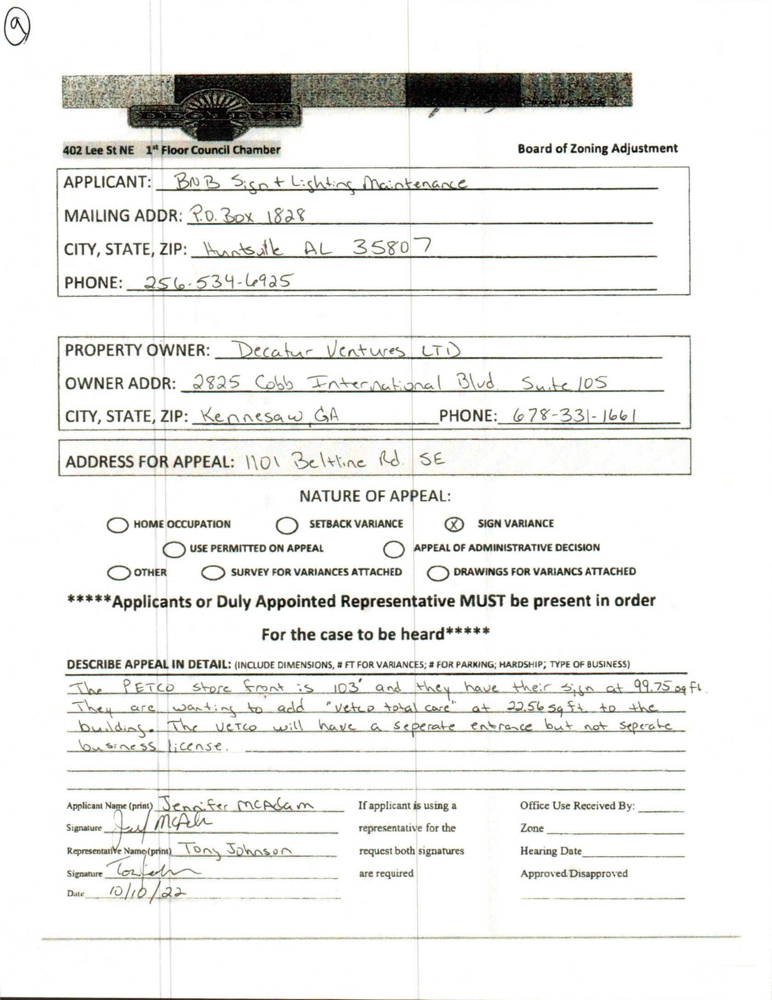 9
DECATUR
402 Lee St NE 1st Floor Council Chamber
Board of Zoning Adjustment
APPLICANT: BNB Sign + Lighting Maintenance
MAILING ADDR: P.O. Box 1828
CITY, STATE, ZIP: Huntsville AL 35807
PHONE: 256-534-6925
PROPERTY OWNER: Decatur Ventures LTD
OWNER ADDR: 2825 Cobb International Blvd. Suite 105
CITY, STATE, ZIP: Kennesaw, GA PHONE: 678-331-1661
ADDRESS FOR APPEAL: 1101 Beltline Rd. SE
NATURE OF APPEAL:
HOME OCCUPATION SETBACK VARIANCE X SIGN VARIANCE
USE PERMITTED ON APPEAL APPEAL OF ADMINISTRATIVE DECISION
OTHER SURVEY FOR VARIANCES ATTACHED DRAWINGS FOR VARIANCS ATTACHED
*****Applicants or Duly Appointed Representative MUST be present in order
For the case to be heard*****
DESCRIBE APPEAL IN DETAIL: (INCLUDE DIMENSIONS, # FT FOR VARIANCES; # FOR PARKING; HARDSHIP; TYPE OF BUSINESS)
The PETCO store front is 103' and they have their sign at 99.75 sq ft.
They are wanting to add "vetco total care" at 22.56 sq ft. to the
building. The VETCO will have a seperate entrance but not seperate
business license.
Applicant Name (print) Jennifer McAdam If applicant is using a Office Use Received By:
Signature representative for the Zone
Representative Name (print) Tony Johnson request both signatures Hearing Date
Signature are required Approved/Disapproved
Date 10/10/22